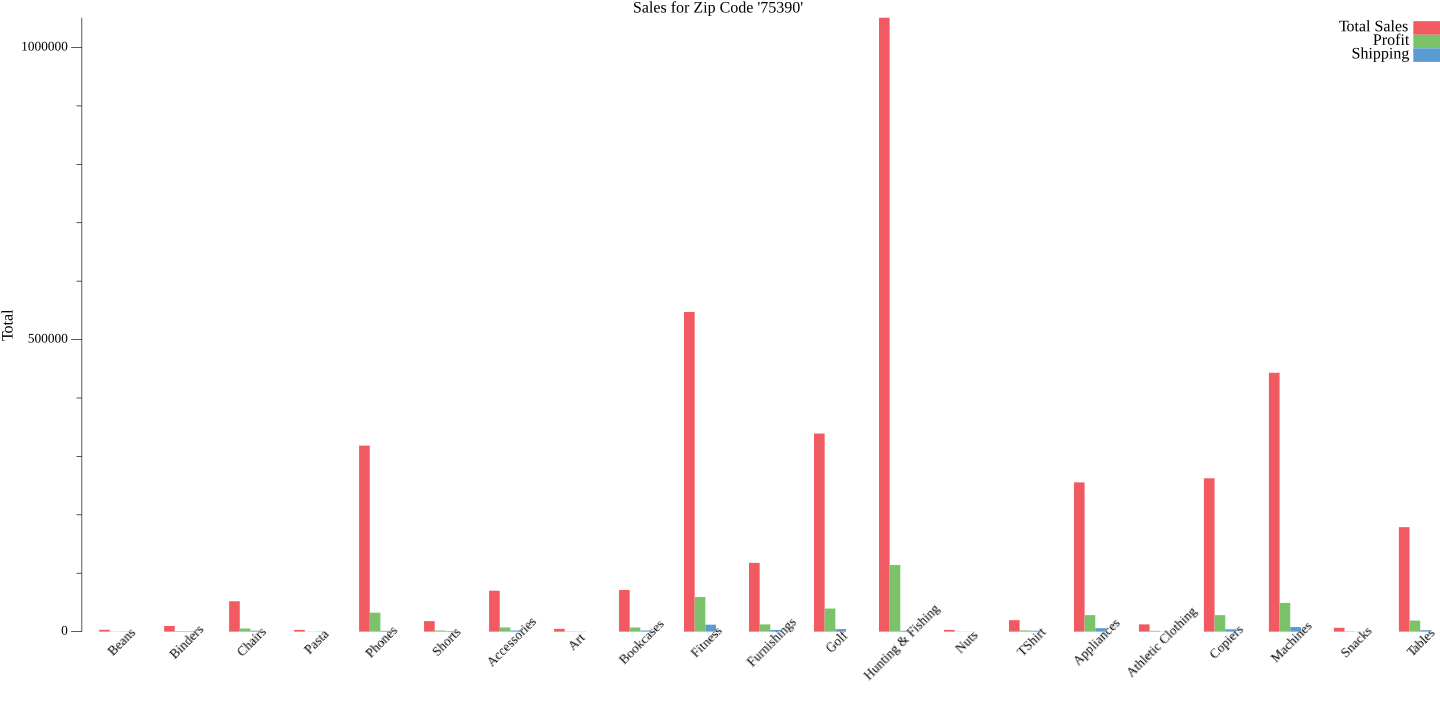 Sales for Zip Code '75390'
Total Sales
Profit
Shipping
Total
1000000
500000
0
Beans
Binders
Chairs
Pasta
Phones
Shorts
Accessories
Art
Bookcases
Fitness
Furnishings
Golf
Hunting & Fishing
Nuts
TShirt
Appliances
Athletic Clothing
Copiers
Machines
Snacks
Tables